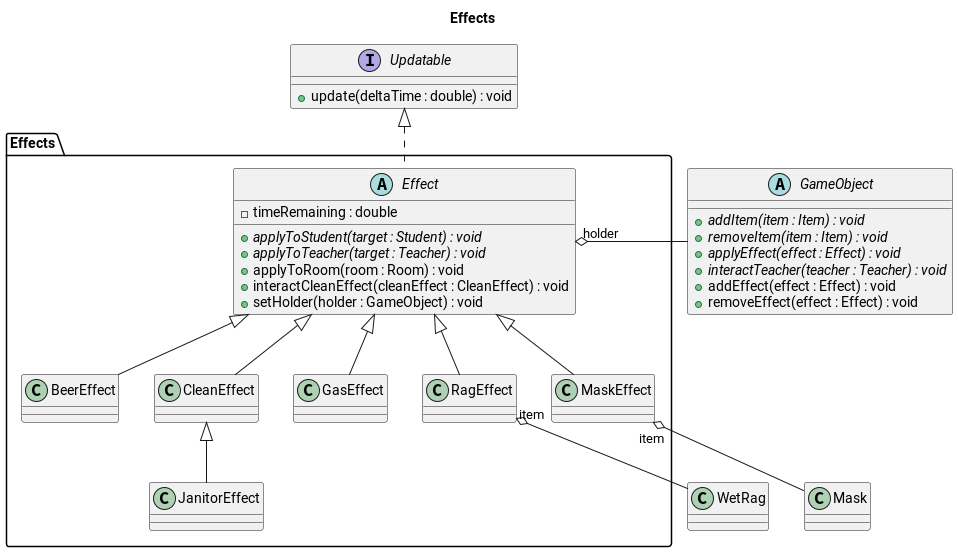 Effects
I Updatable
update(deltaTime : double) : void
Effects
A Effect
timeRemaining : double
applyToStudent(target : Student) : void
applyToTeacher(target : Teacher) : void
applyToRoom(room : Room) : void
interactCleanEffect(cleanEffect : CleanEffect) : void
setHolder(holder : GameObject) : void
holder
A GameObject
addItem(item : Item) : void
removeItem(item : Item) : void
applyEffect(effect : Effect) : void
interactTeacher(teacher : Teacher) : void
addEffect(effect : Effect) : void
removeEffect(effect : Effect) : void
C BeerEffect
C CleanEffect
C GasEffect
C RagEffect
C MaskEffect
item
item
C JanitorEffect
C WetRag
C Mask